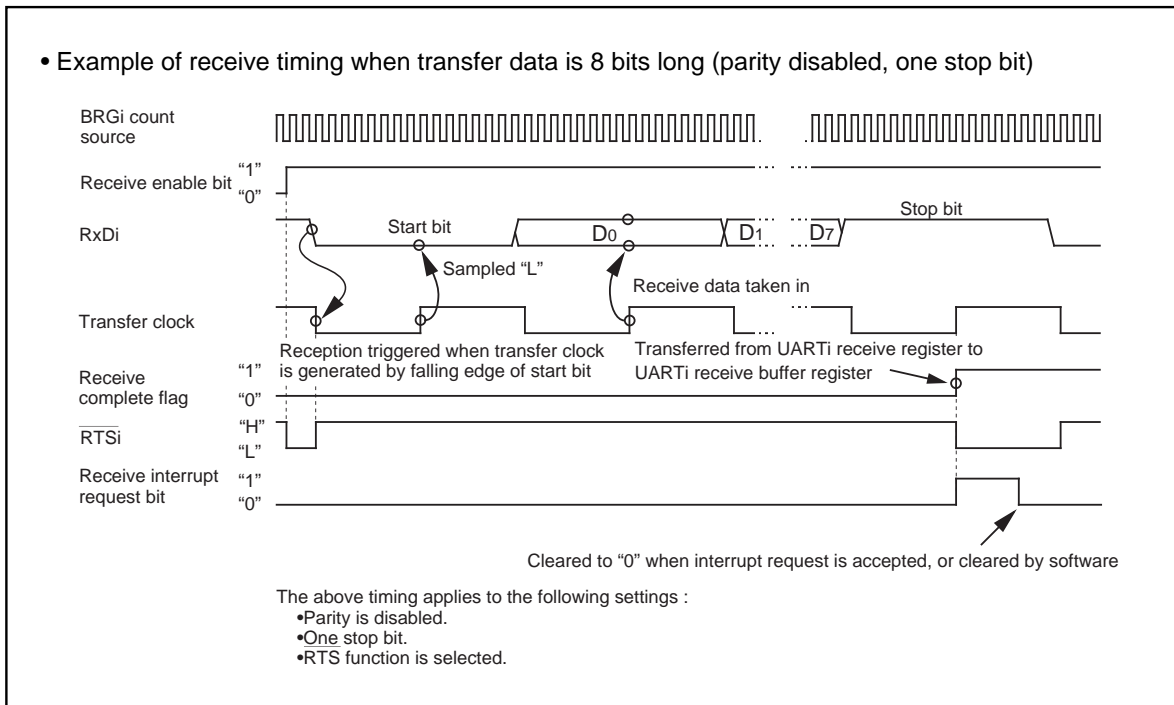 • Example of receive timing when transfer data is 8 bits long (parity disabled, one stop bit)
BRGi count
source
Receive enable bit
“1”
“0”
RxDi
Start bit
D0
D1
D7
Stop bit
Sampled “L”
Receive data taken in
Transfer clock
Reception triggered when transfer clock
is generated by falling edge of start bit
Transferred from UARTi receive register to
UARTi receive buffer register
Receive
complete flag
“1”
“0”
RTSi
“H”
“L”
Receive interrupt
request bit
“1”
“0”
Cleared to “0” when interrupt request is accepted, or cleared by software
The above timing applies to the following settings :
•Parity is disabled.
•One stop bit.
•RTS function is selected.